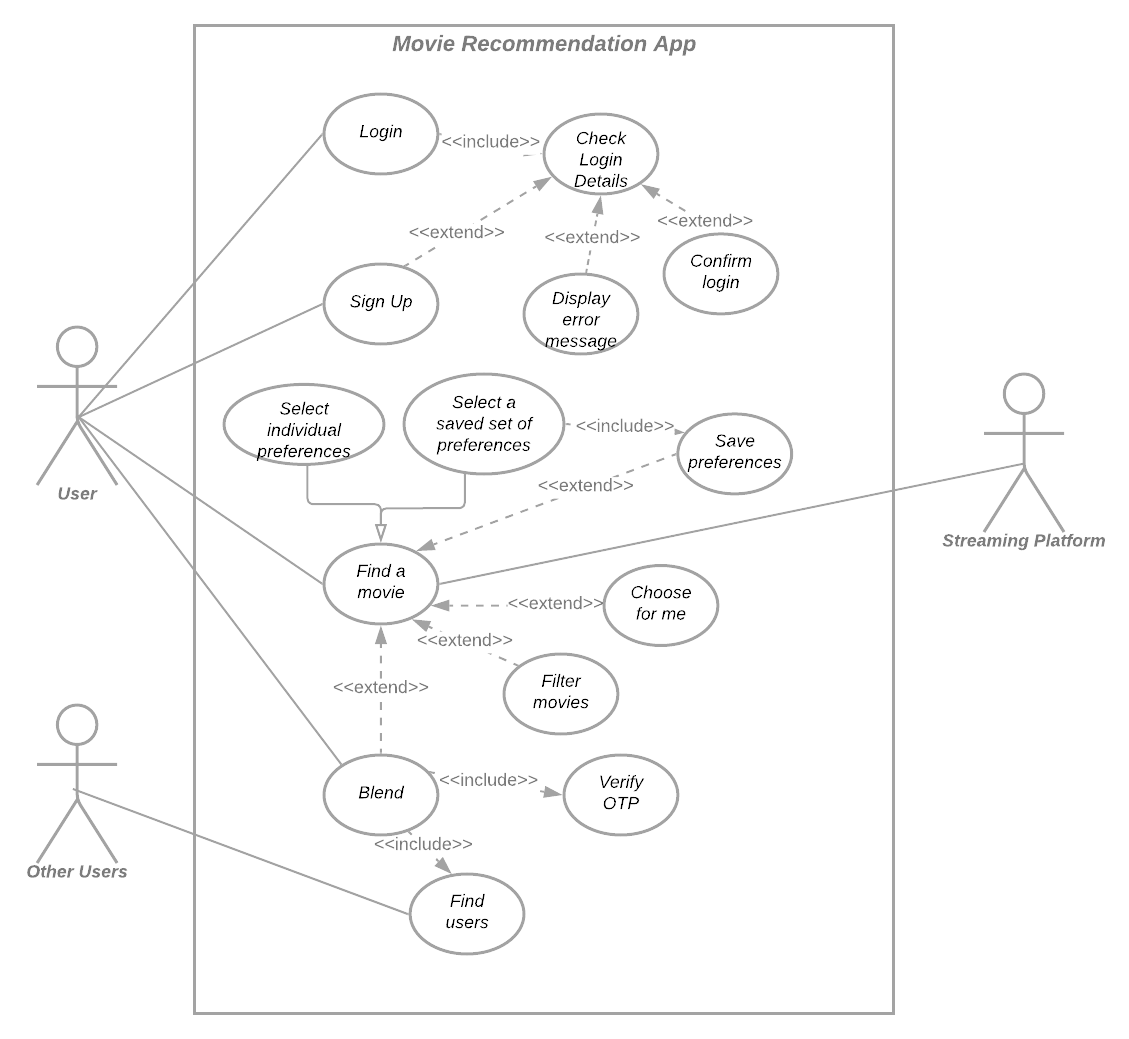 Movie Recommendation App
Login
<<include>>
Check
Login
Details
<<extend>>
<<extend>>
<<extend>>
Sign Up
Display
error
message
Confirm
login
User
Select
individual
preferences
Select a
saved set of
preferences
<<include>>
Save
preferences
<<extend>>
Streaming Platform
Find a
movie
<<extend>>
Choose
for me
<<extend>>
Filter
movies
<<extend>>
Blend
<<include>>
Verify
OTP
<<include>>
Other Users
Find
users